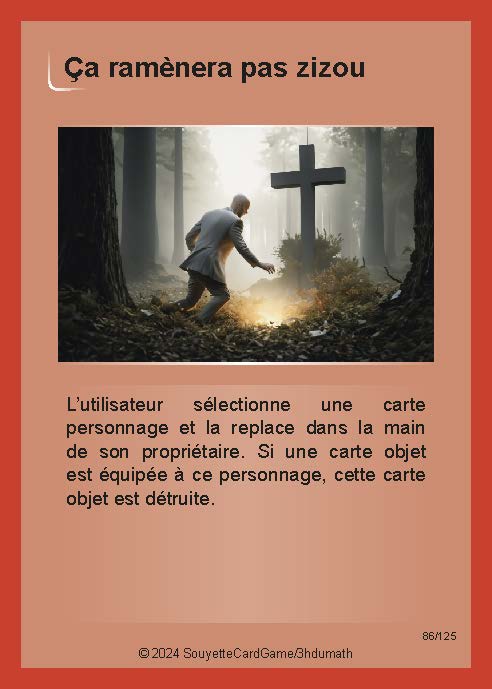 Ça ramènera pas zizou
L’utilisateur sélectionne une carte
personnage et la replace dans la main
de son propriétaire. Si une carte objet
est équipée à ce personnage, cette carte
objet est détruite.
86/125
© 2024 SouyetteCardGame/3hdumath